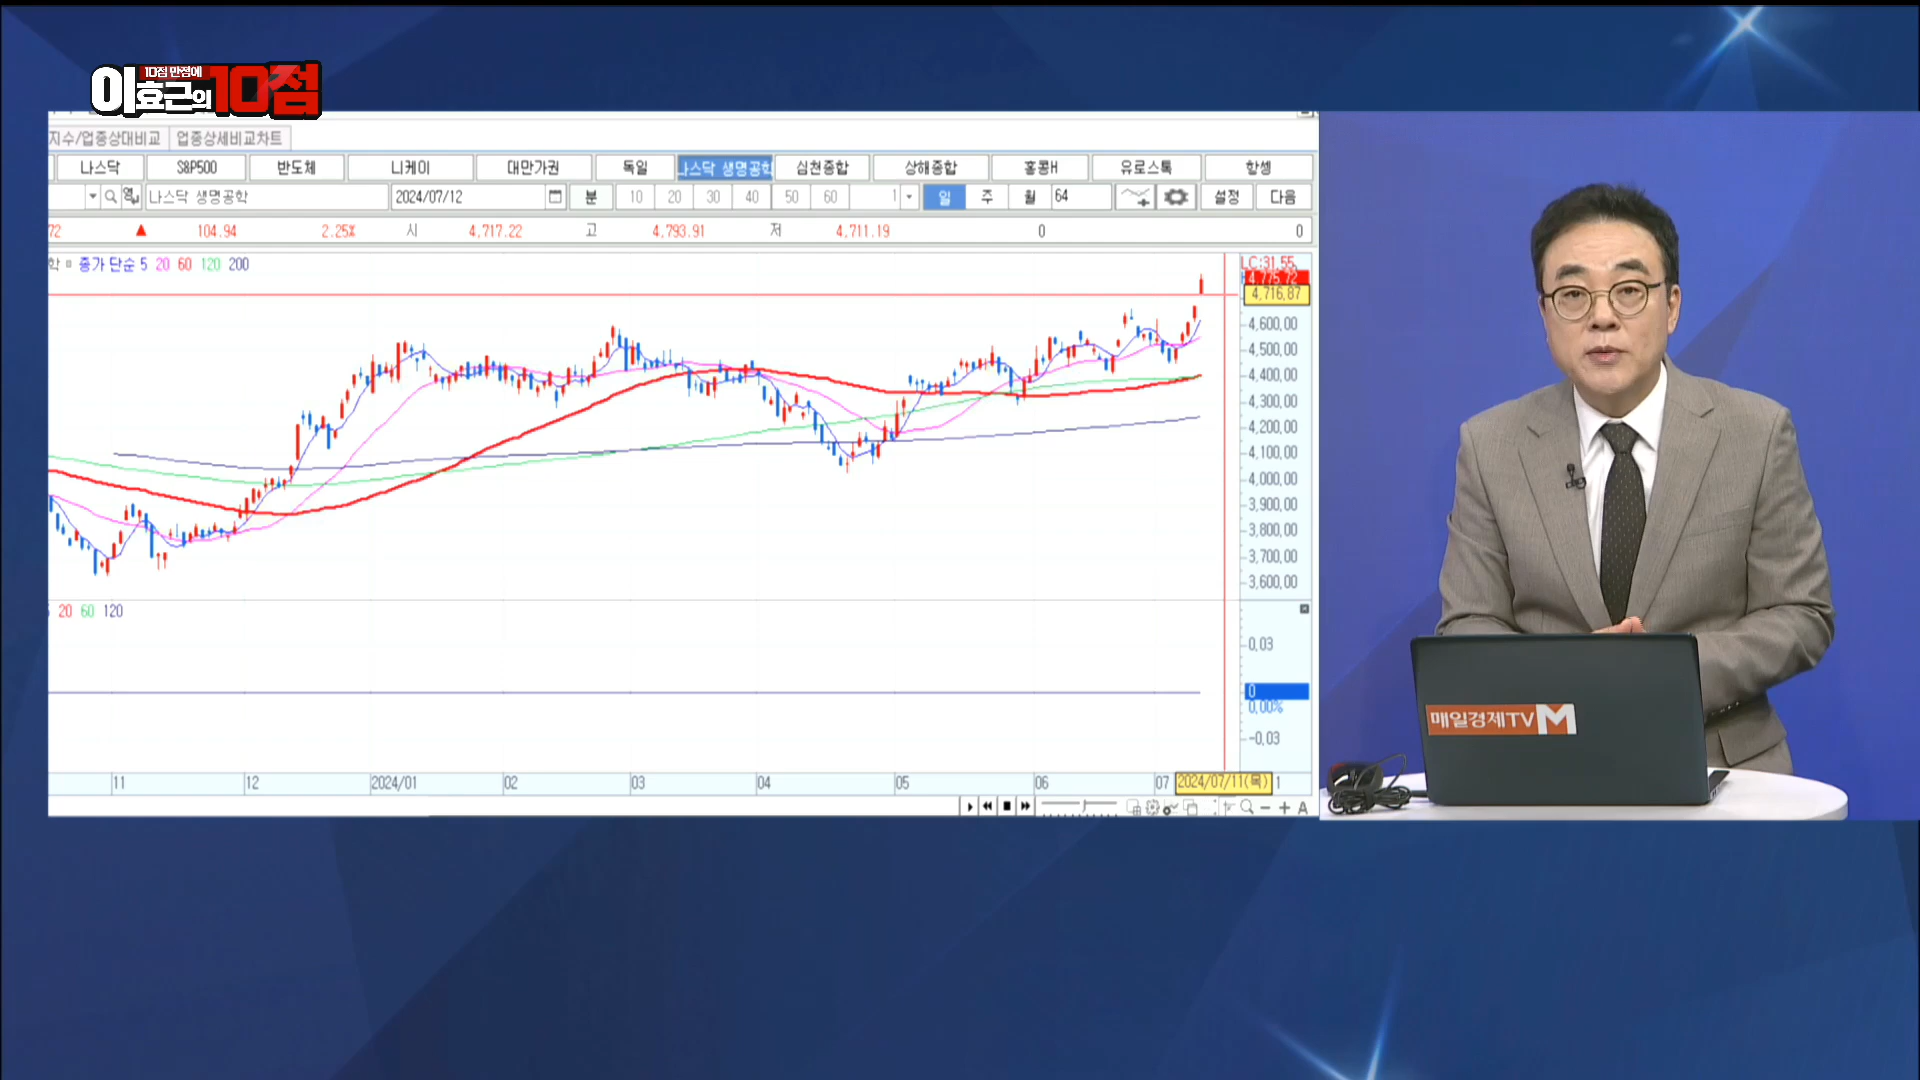 10점 만점에
이효근의 10점
지수/업종상대비교 업종상세비교차트
나스닥 S&P500 반도체 니케이 대만가권 독일 나스닥 생명공학 심천종합 상해종합 홍콩H 유로스톡 항셍
나스닥 생명공학 2024/07/12 분 10 20 30 40 50 60 1 일 주 월 64 설정 다음
72 ▲ 104.94 2.25% 시 4,717.22 고 4,793.91 저 4,711.19 0 0
학 종가 단순 5 20 60 120 200
LC:31.55
4,775.72
4,716.87
4,600.00
4,500.00
4,400.00
4,300.00
4,200.00
4,100.00
4,000.00
3,900.00
3,800.00
3,700.00
3,600.00
20 60 120
0.03
0
0.00%
-0.03
11 12 2024/01 02 03 04 05 06 07 2024/07/11(목) 1
A
매일경제TV M